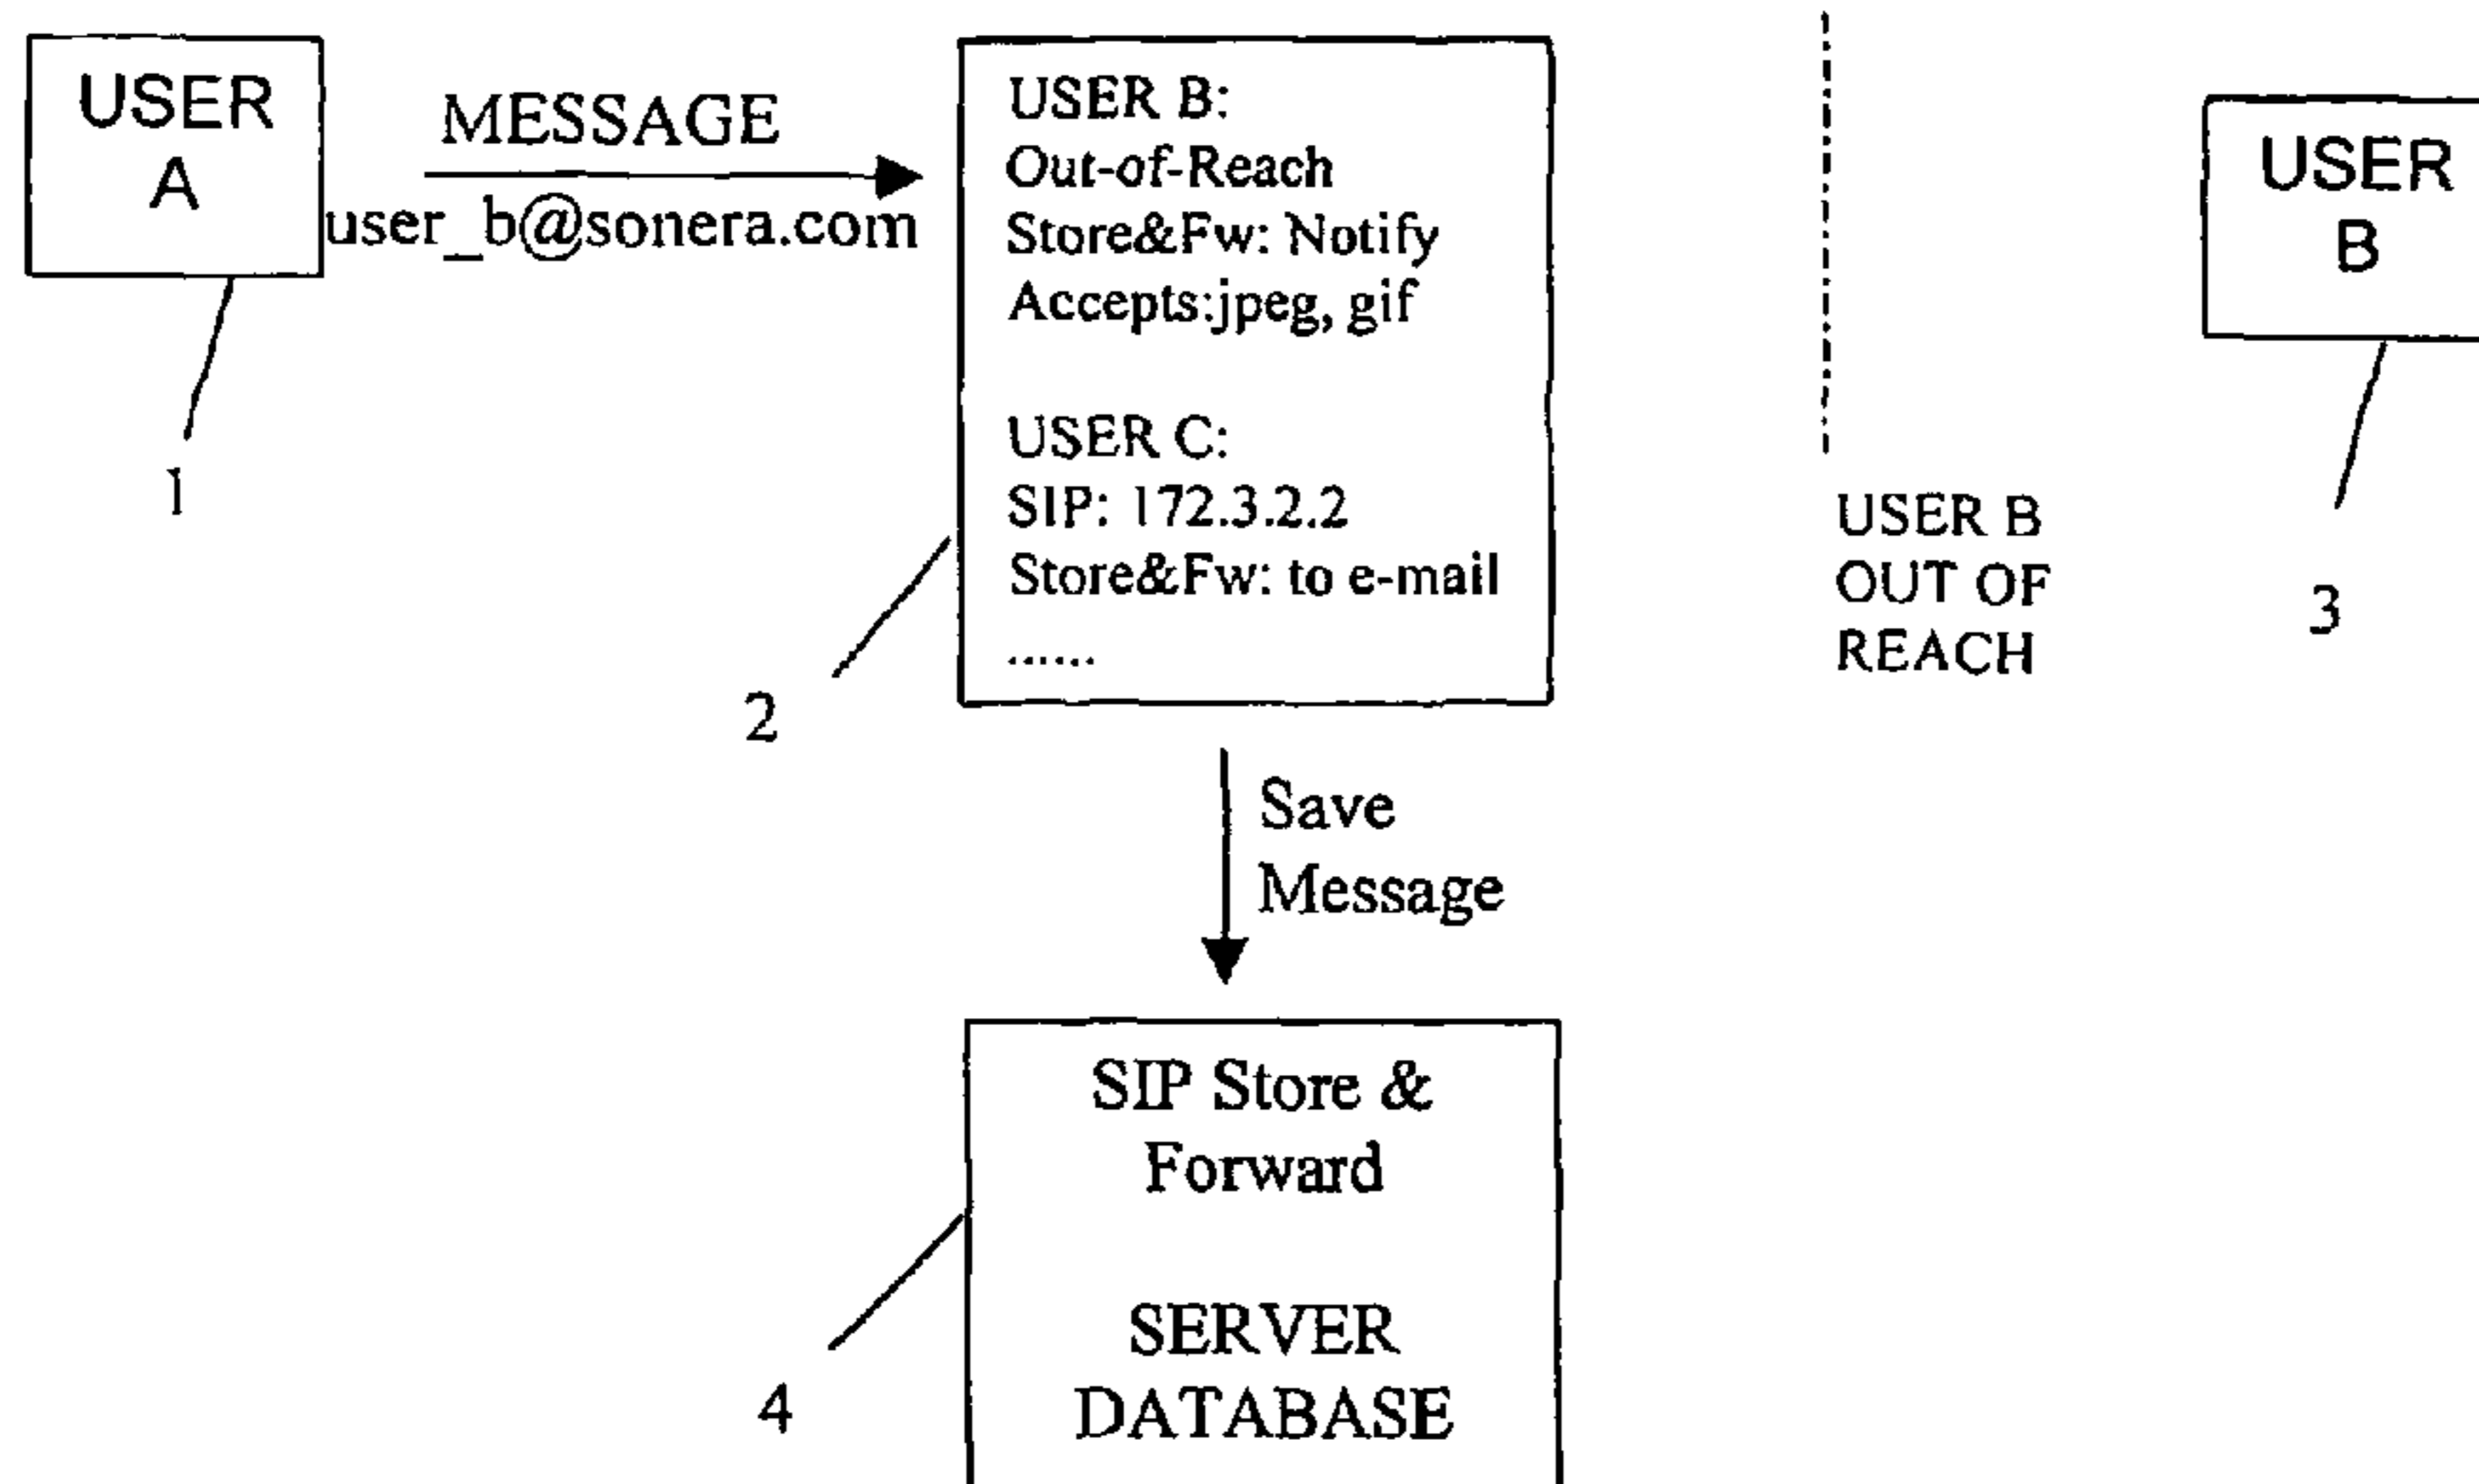 USER
A
1
MESSAGE
user_b@sonera.com
USER B:
Out-of-Reach
Store&Fw: Notify
Accepts:jpeg, gif
USER C:
SIP: 172.3.2.2
Store&Fw: to e-mail
......
2
USER B
OUT OF
REACH
USER
B
3
Save
Message
SIP Store &
Forward
SERVER
DATABASE
4